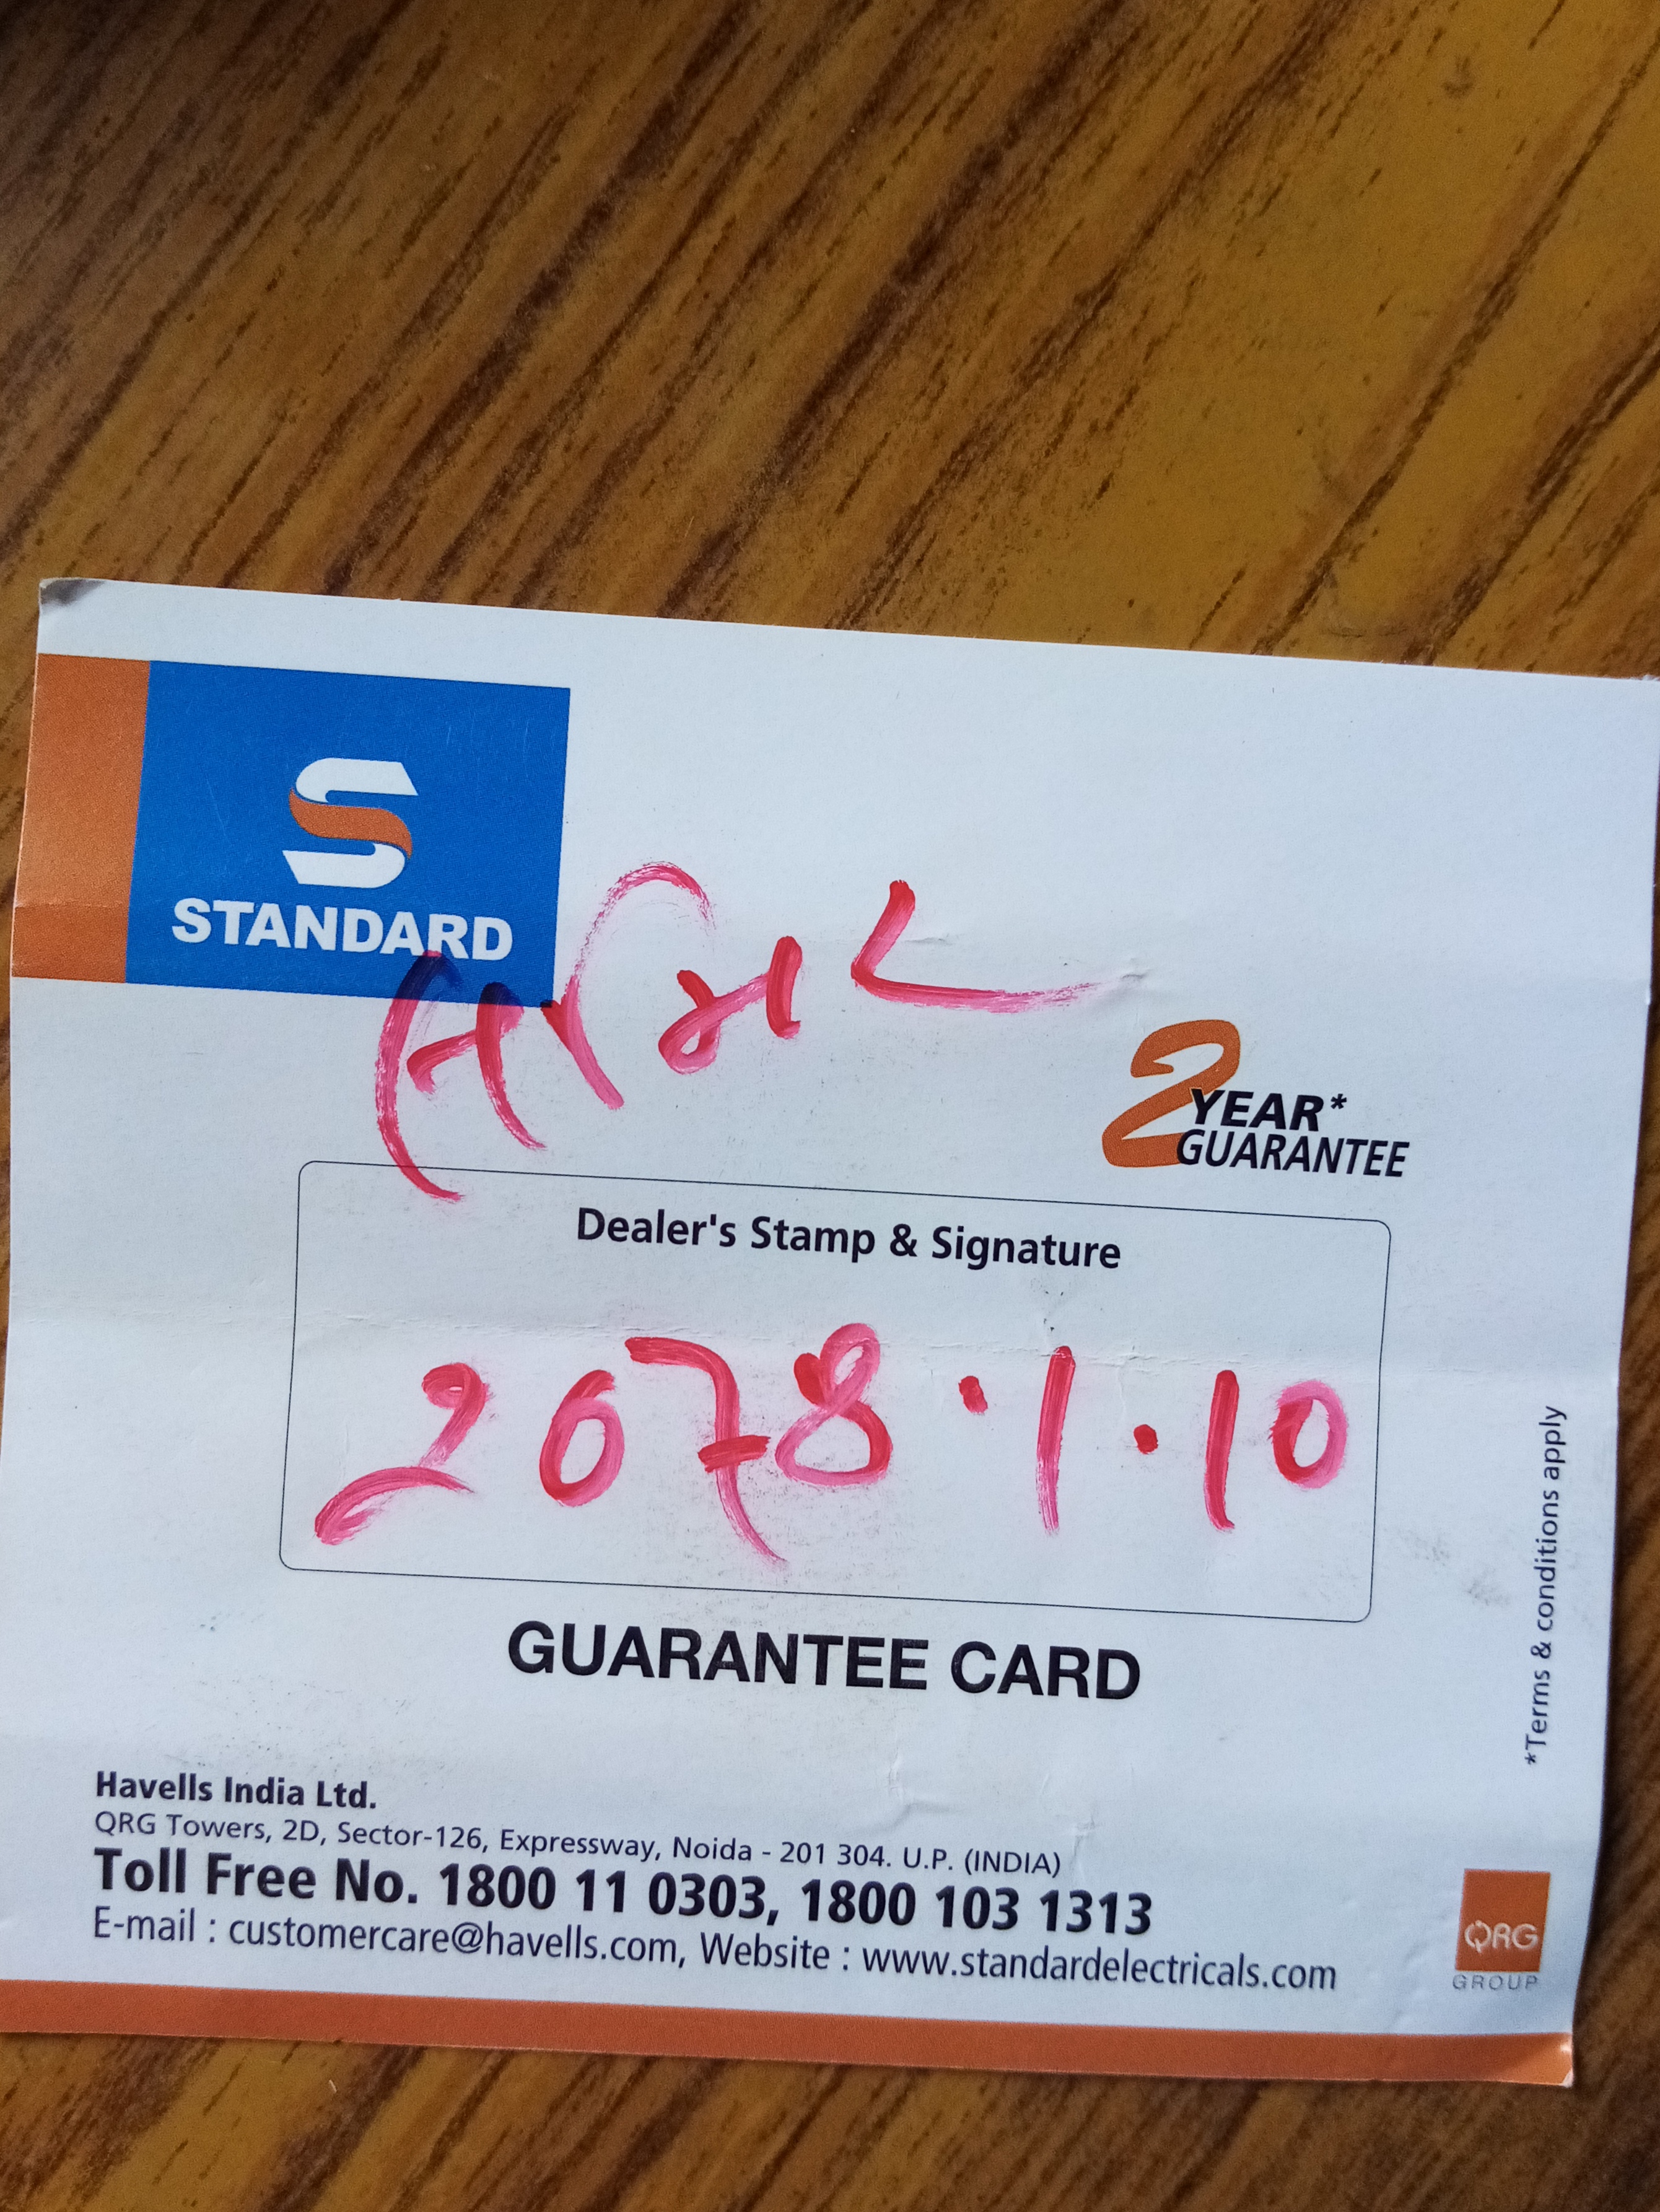 S
STANDARD
2 YEAR*
GUARANTEE
Dealer's Stamp & Signature
2078.1.10
GUARANTEE CARD
*Terms & conditions apply
Havells India Ltd.
QRG Towers, 2D, Sector-126, Expressway, Noida - 201 304. U.P. (INDIA)
Toll Free No. 1800 11 0303, 1800 103 1313
E-mail : customercare@havells.com, Website : www.standardelectricals.com
QRG
GROUP